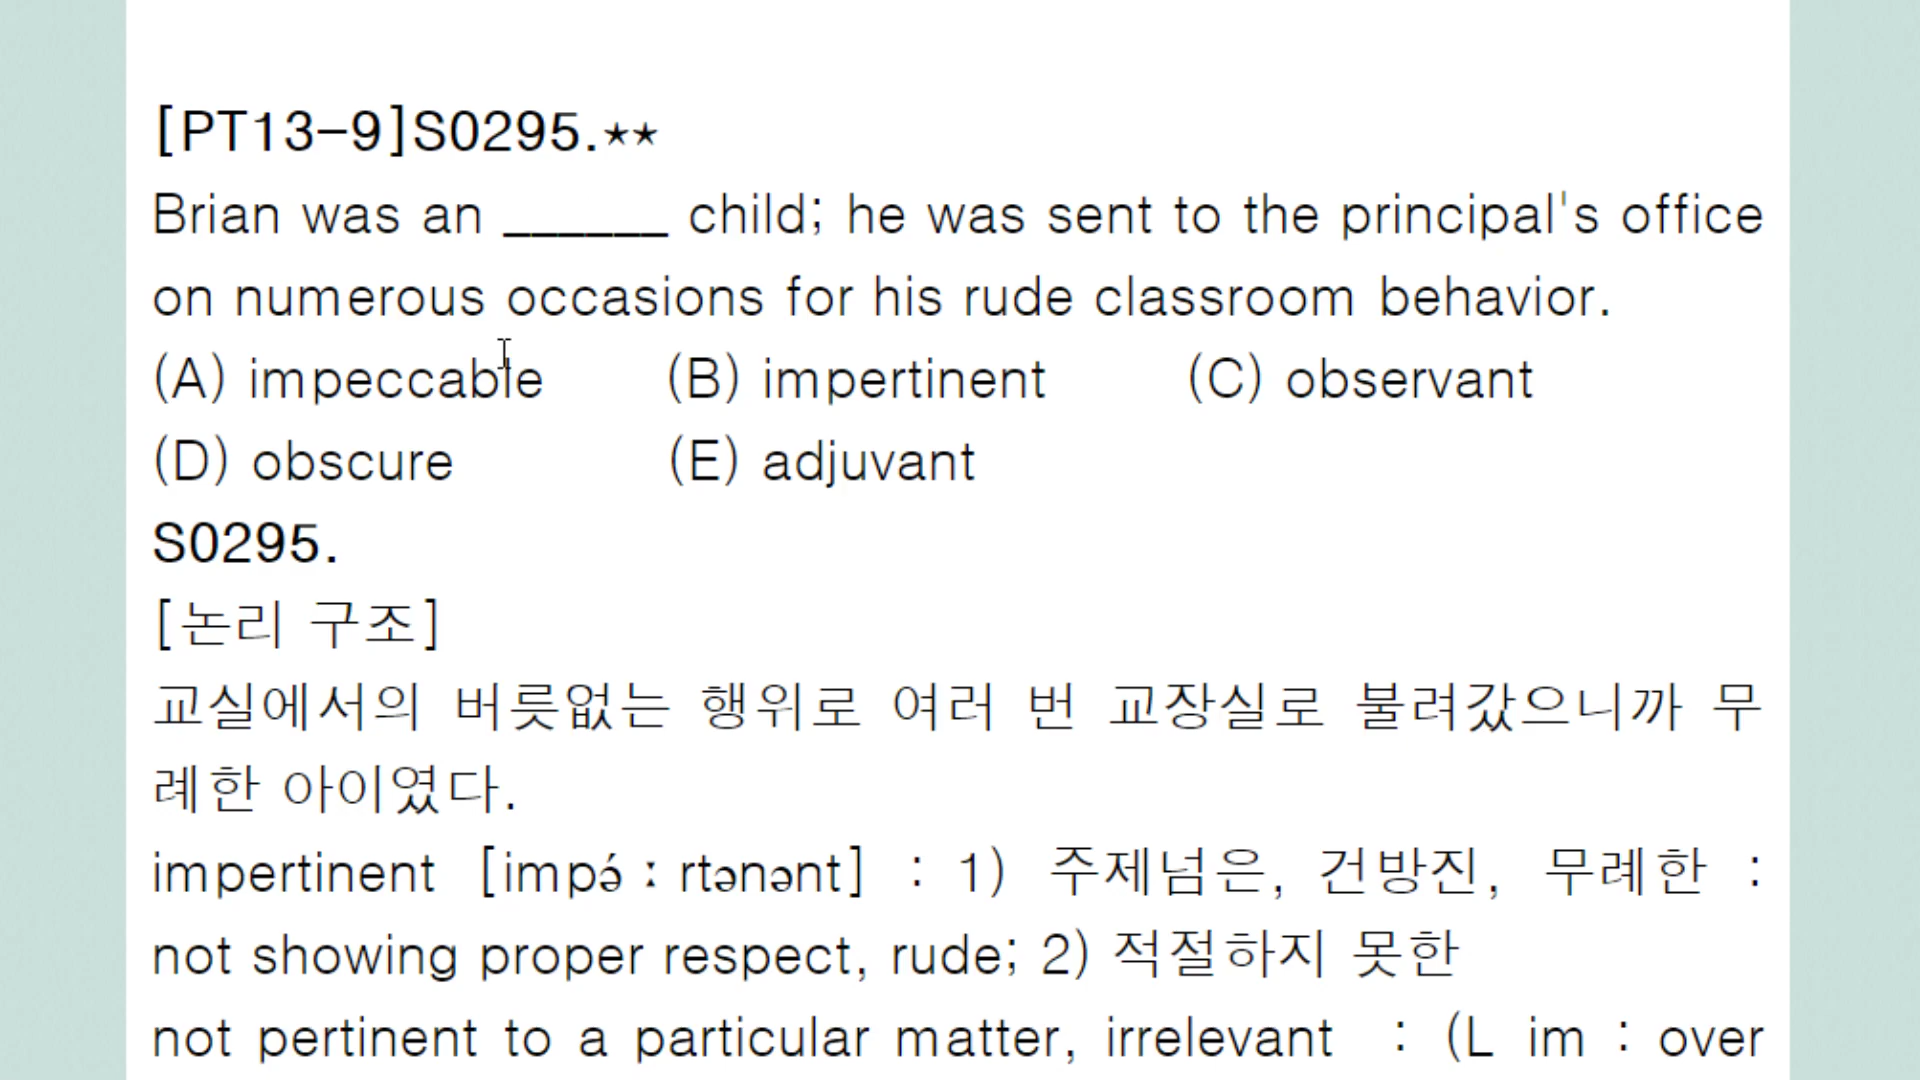 [PT13-9]S0295.★★
Brian was an ______ child; he was sent to the principal's office
on numerous occasions for his rude classroom behavior.
(A) impeccable (B) impertinent (C) observant
(D) obscure (E) adjuvant
S0295.
[논리 구조]
교실에서의 버릇없는 행위로 여러 번 교장실로 불려갔으니까 무
례한 아이였다.
impertinent [impə́ːrtənənt] : 1) 주제넘은, 건방진, 무례한 :
not showing proper respect, rude; 2) 적절하지 못한
not pertinent to a particular matter, irrelevant : (L im : over